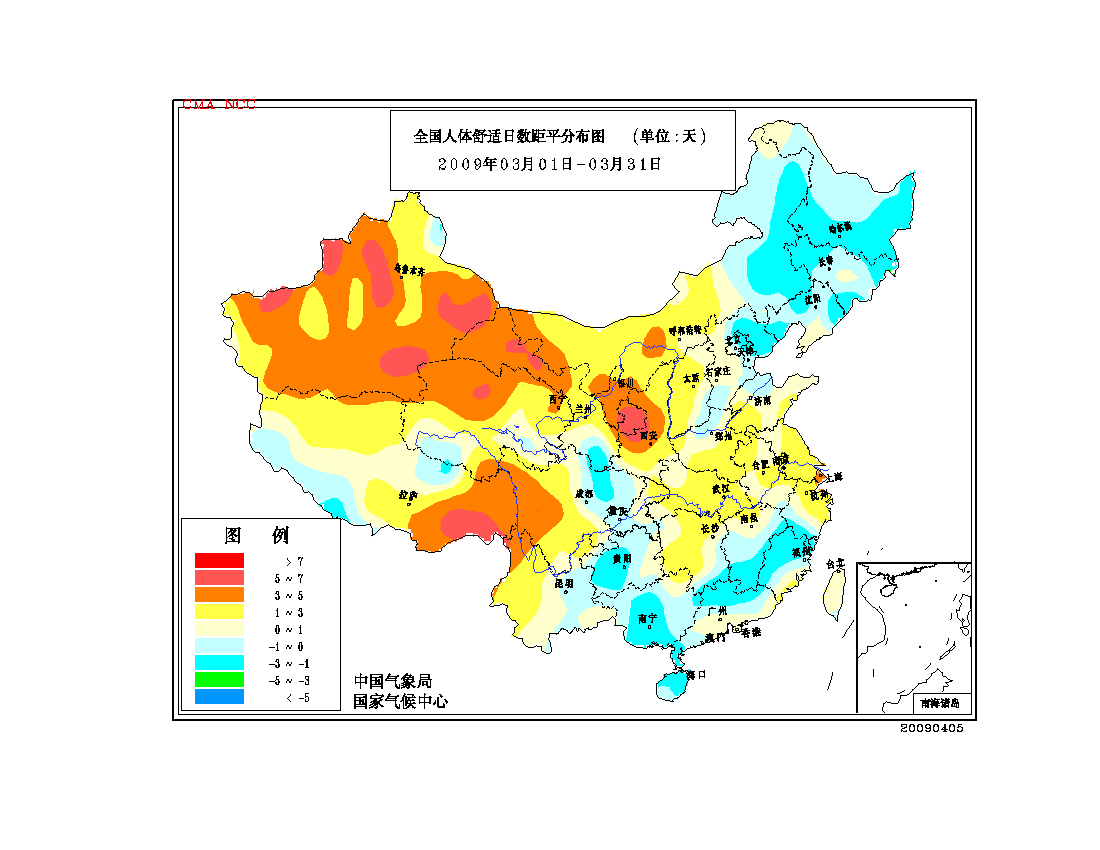 CMA NCC
全国人体舒适日数距平分布图 (单位:天)
2009年03月01日-03月31日
哈尔滨
长春
乌鲁木齐
沈阳
呼和浩特
北京
天津
银川
太原
石家庄
西宁
兰州
济南
西安
郑州
合肥
南京
上海
拉萨
成都
武汉
杭州
重庆
长沙
南昌
贵阳
福州
昆明
台北
南宁
广州
澳门
香港
海口
图 例
> 7
5 ~ 7
3 ~ 5
1 ~ 3
0 ~ 1
-1 ~ 0
-3 ~ -1
-5 ~ -3
< -5
中国气象局
国家气候中心
南海诸岛
20090405